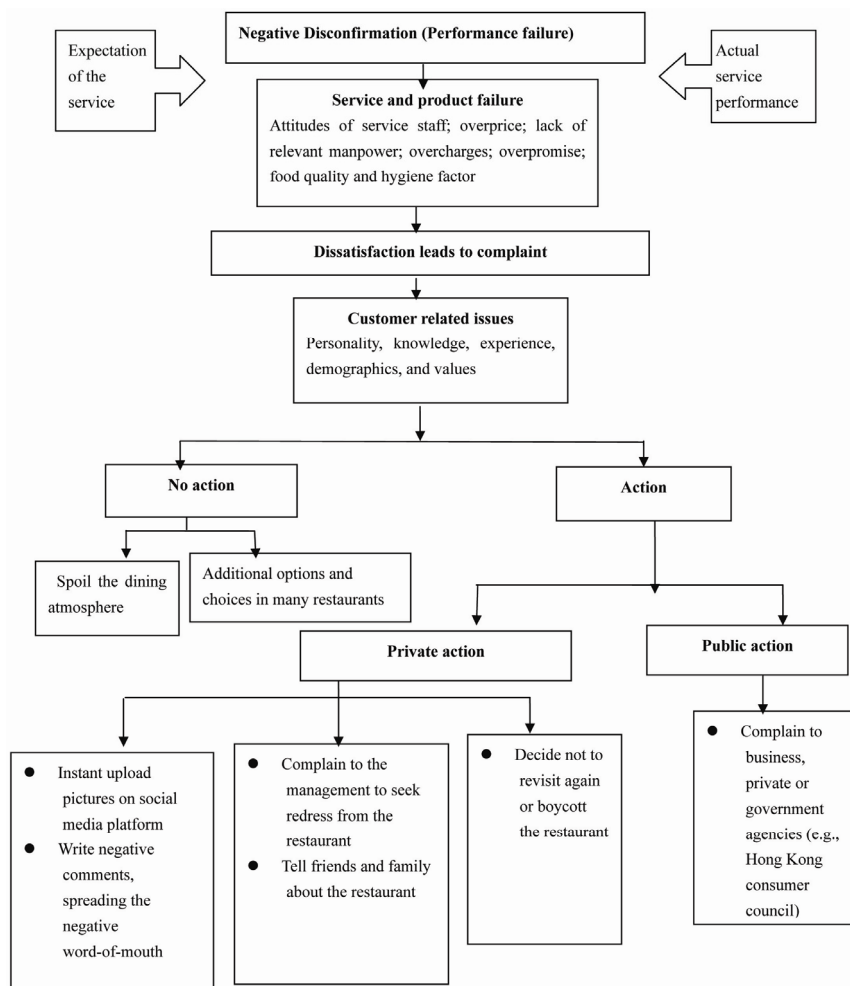 Negative Disconfirmation (Performance failure)
Expectation
of the
service
Actual
service
performance
Service and product failure
Attitudes of service staff; overprice; lack of
relevant manpower; overcharges; overpromise;
food quality and hygiene factor
Dissatisfaction leads to complaint
Customer related issues
Personality, knowledge, experience,
demographics, and values
No action
Action
Spoil the dining
atmosphere
Additional options and
choices in many restaurants
Private action
Public action
● Instant upload
pictures on social
media platform
● Write negative
comments,
spreading the
negative
word-of-mouth
● Complain to the
management to seek
redress from the
restaurant
● Tell friends and family
about the restaurant
● Decide not to
revisit again
or boycott
the restaurant
● Complain to
business,
private or
government
agencies (e.g.,
Hong Kong
consumer
council)